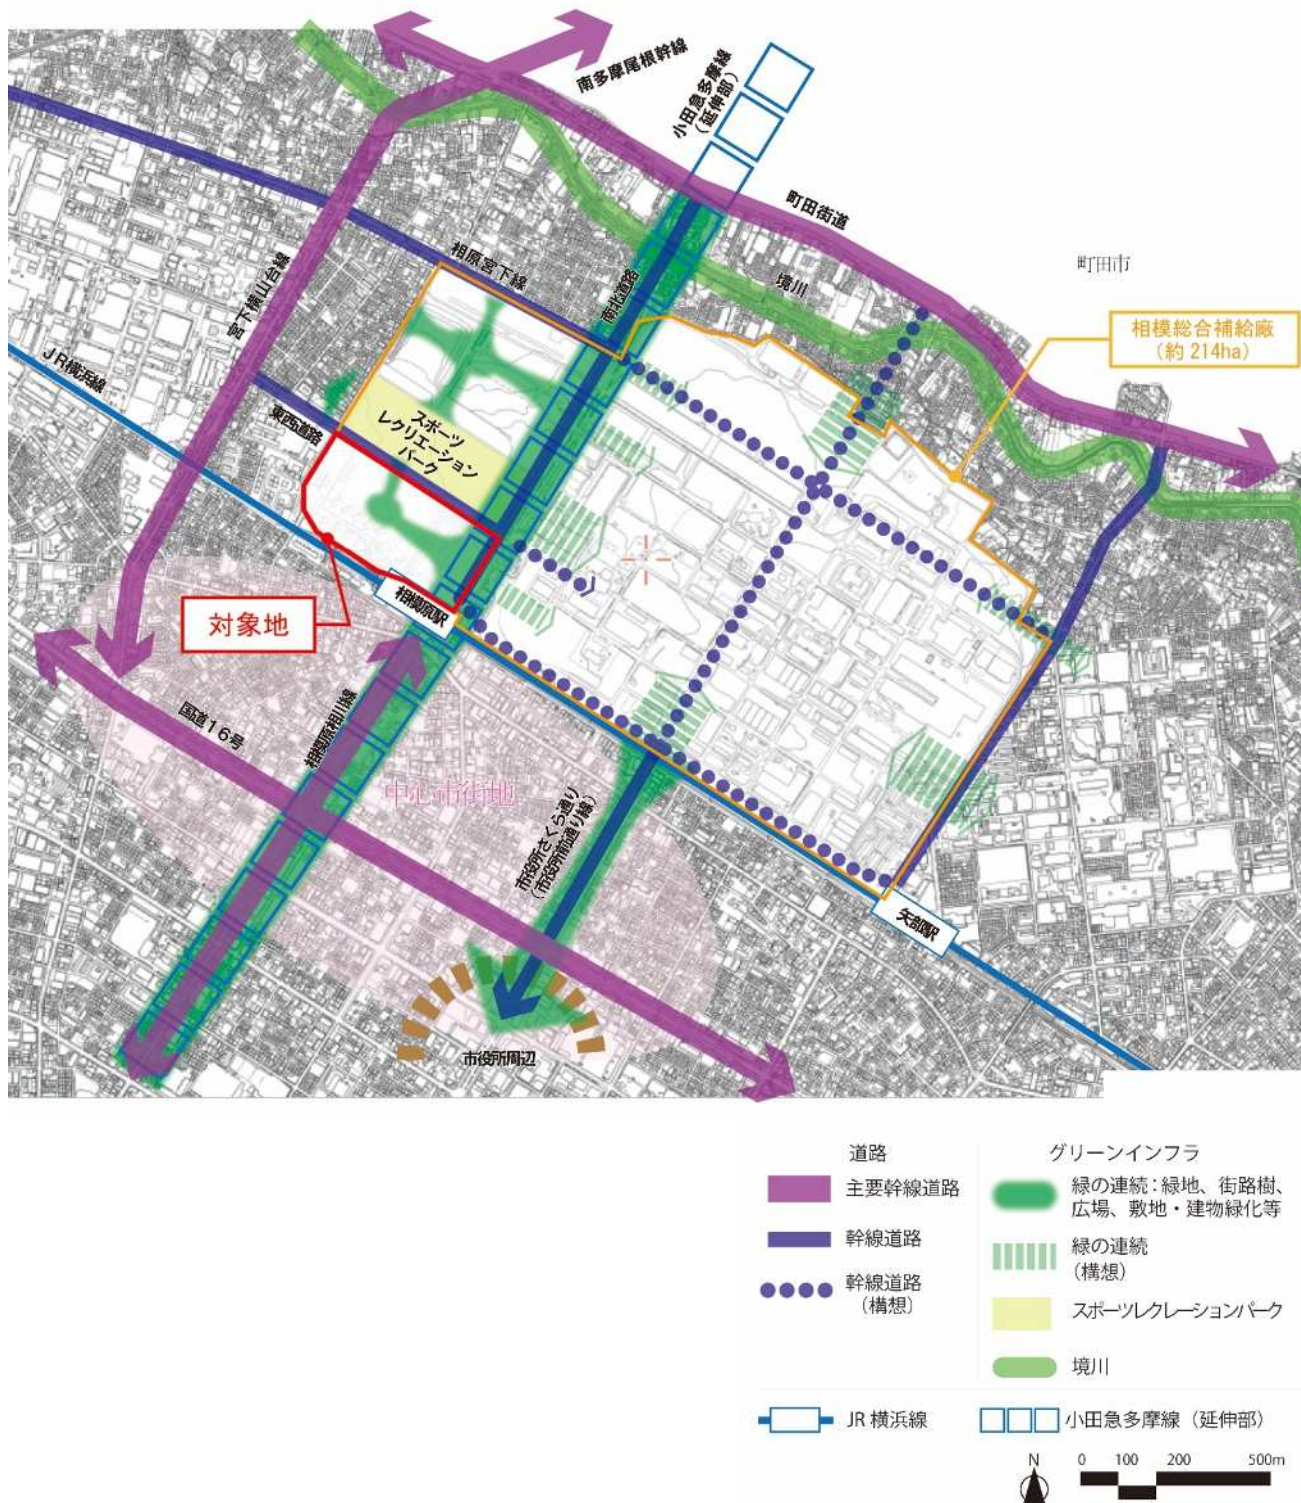 南多摩尾根幹線
小田急多摩線
（延伸部）
町田街道
町田市
境川
相模総合補給廠
（約 214ha）
相原宮下線
南北道路
宮下横山台線
JR横浜線
東西道路
スポーツ
レクリエーション
パーク
対象地
相模原駅
国道16号
相模原相川線
中心市街地
市役所さくら通り
（市役所前通り線）
矢部駅
市役所周辺
道路
主要幹線道路
幹線道路
幹線道路
（構想）
グリーンインフラ
緑の連続：緑地、街路樹、
広場、敷地・建物緑化等
緑の連続
（構想）
スポーツレクレーションパーク
境川
JR 横浜線
小田急多摩線（延伸部）
N
0 100 200 500m